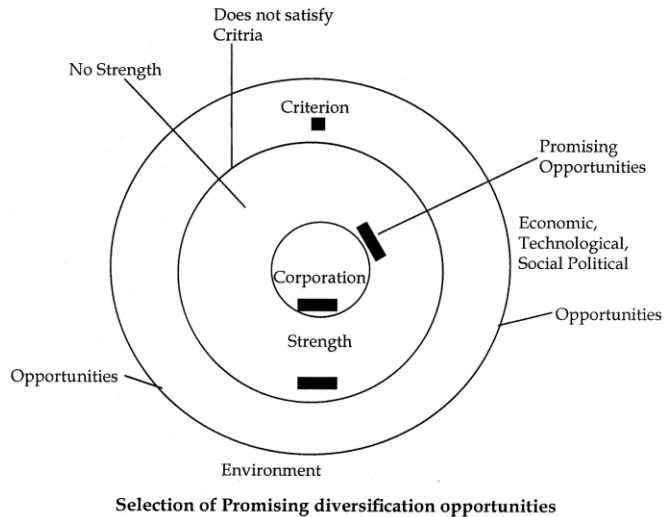 Does not satisfy
Critria
No Strength
Criterion
Promising
Opportunities
Economic,
Technological,
Social Political
Corporation
Opportunities
Strength
Opportunities
Environment
Selection of Promising diversification opportunities